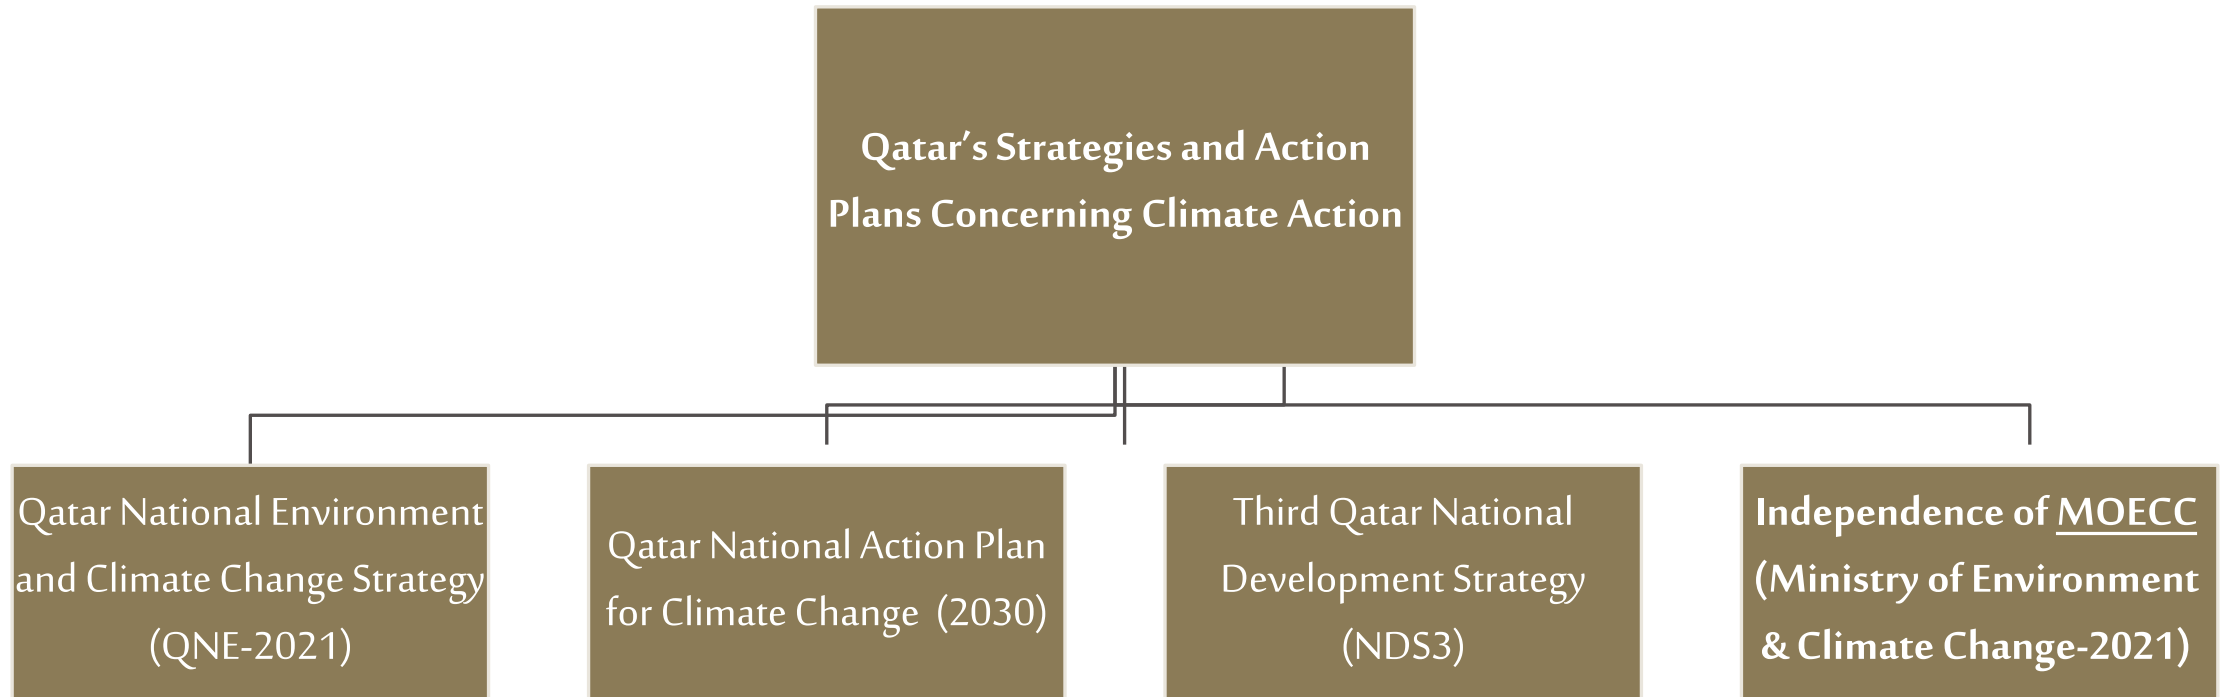 Qatar’s Strategies and Action
Plans Concerning Climate Action
Qatar National Environment
and Climate Change Strategy
(QNE-2021)
Qatar National Action Plan
for Climate Change (2030)
Third Qatar National
Development Strategy
(NDS3)
Independence of MOECC
(Ministry of Environment
& Climate Change-2021)